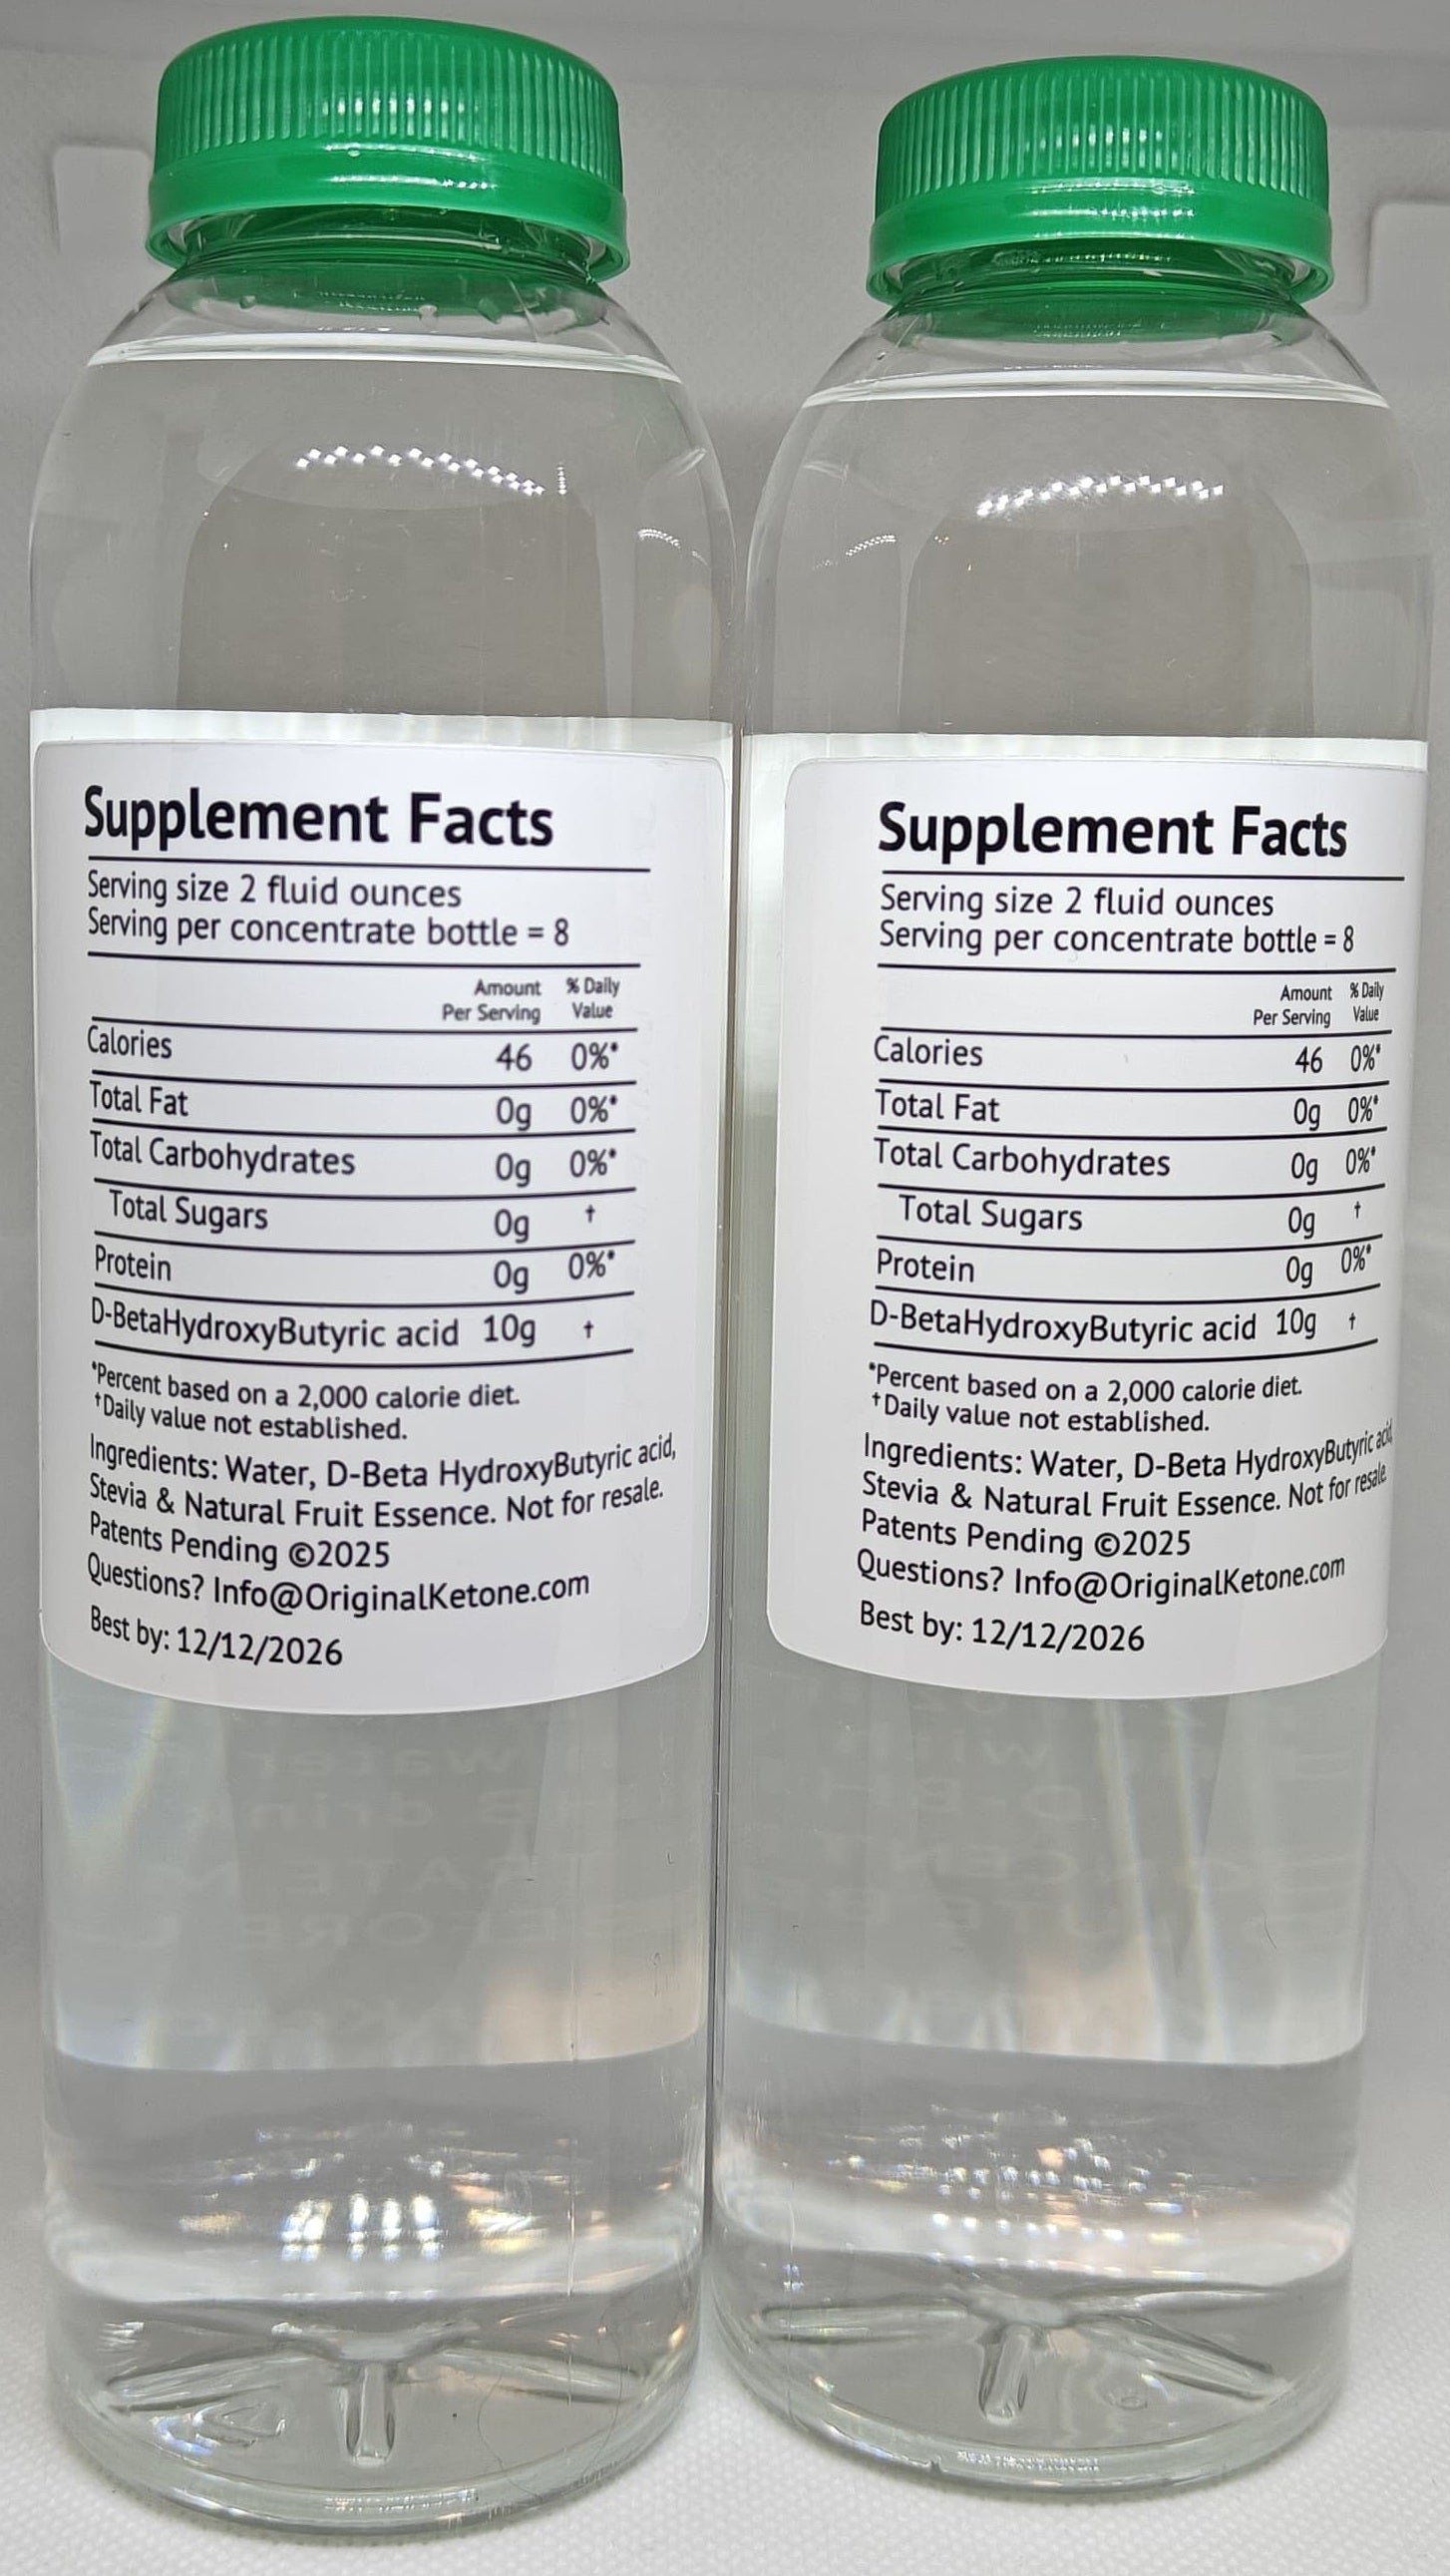 Supplement Facts
Serving size 2 fluid ounces
Serving per concentrate bottle = 8
Amount Per Serving % Daily Value
Calories 46 0%*
Total Fat 0g 0%*
Total Carbohydrates 0g 0%*
Total Sugars 0g †
Protein 0g 0%*
D-BetaHydroxyButyric acid 10g †
*Percent based on a 2,000 calorie diet.
†Daily value not established.
Ingredients: Water, D-Beta HydroxyButyric acid,
Stevia & Natural Fruit Essence. Not for resale.
Patents Pending ©2025
Questions? Info@OriginalKetone.com
Best by: 12/12/2026
Supplement Facts
Serving size 2 fluid ounces
Serving per concentrate bottle = 8
Amount Per Serving % Daily Value
Calories 46 0%*
Total Fat 0g 0%*
Total Carbohydrates 0g 0%*
Total Sugars 0g †
Protein 0g 0%*
D-BetaHydroxyButyric acid 10g †
*Percent based on a 2,000 calorie diet.
†Daily value not established.
Ingredients: Water, D-Beta HydroxyButyric acid,
Stevia & Natural Fruit Essence. Not for resale.
Patents Pending ©2025
Questions? Info@OriginalKetone.com
Best by: 12/12/2026